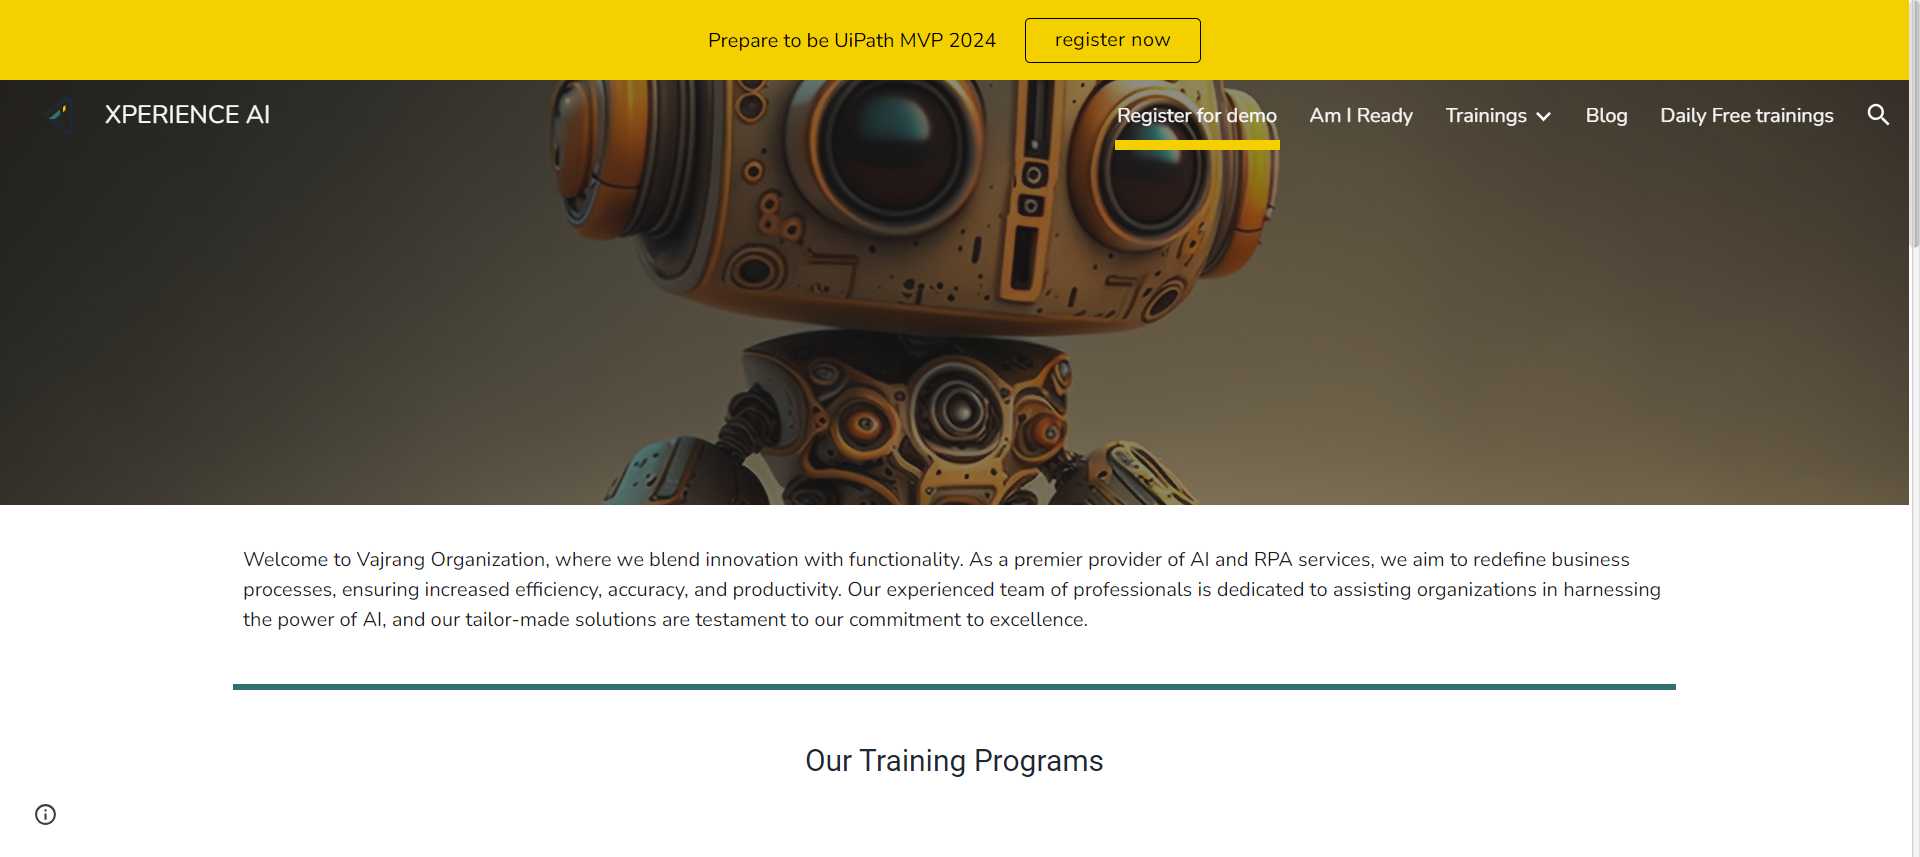 Prepare to be UiPath MVP 2024
register now
XPERIENCE AI
Register for demo
Am I Ready
Trainings
Blog
Daily Free trainings
Welcome to Vajrang Organization, where we blend innovation with functionality. As a premier provider of AI and RPA services, we aim to redefine business
processes, ensuring increased efficiency, accuracy, and productivity. Our experienced team of professionals is dedicated to assisting organizations in harnessing
the power of AI, and our tailor-made solutions are testament to our commitment to excellence.
Our Training Programs